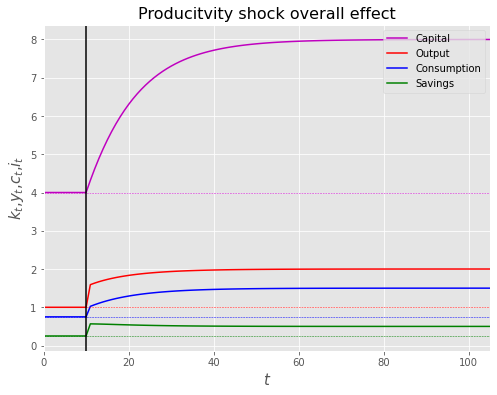 Producitvity shock overall effect
Capital
Output
Consumption
Savings
8
7
6
5
4
3
2
1
0
k_t,y_t,c_t,i_t
0 20 40 60 80 100
t